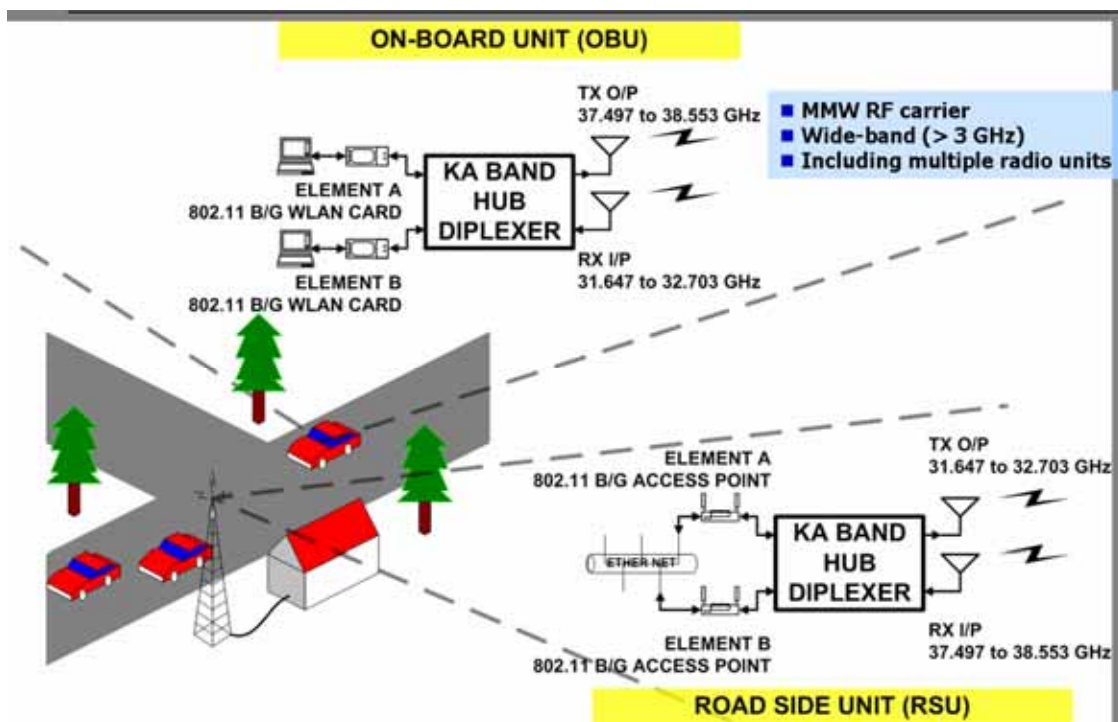 ON-BOARD UNIT (OBU)
TX O/P
37.497 to 38.553 GHz
MMW RF carrier
Wide-band (> 3 GHz)
Including multiple radio units
ELEMENT A
802.11 B/G WLAN CARD
KA BAND
HUB
DIPLEXER
ELEMENT B
802.11 B/G WLAN CARD
RX I/P
31.647 to 32.703 GHz
ELEMENT A
802.11 B/G ACCESS POINT
TX O/P
31.647 to 32.703 GHz
ETHER NET
KA BAND
HUB
DIPLEXER
ELEMENT B
802.11 B/G ACCESS POINT
RX I/P
37.497 to 38.553 GHz
ROAD SIDE UNIT (RSU)